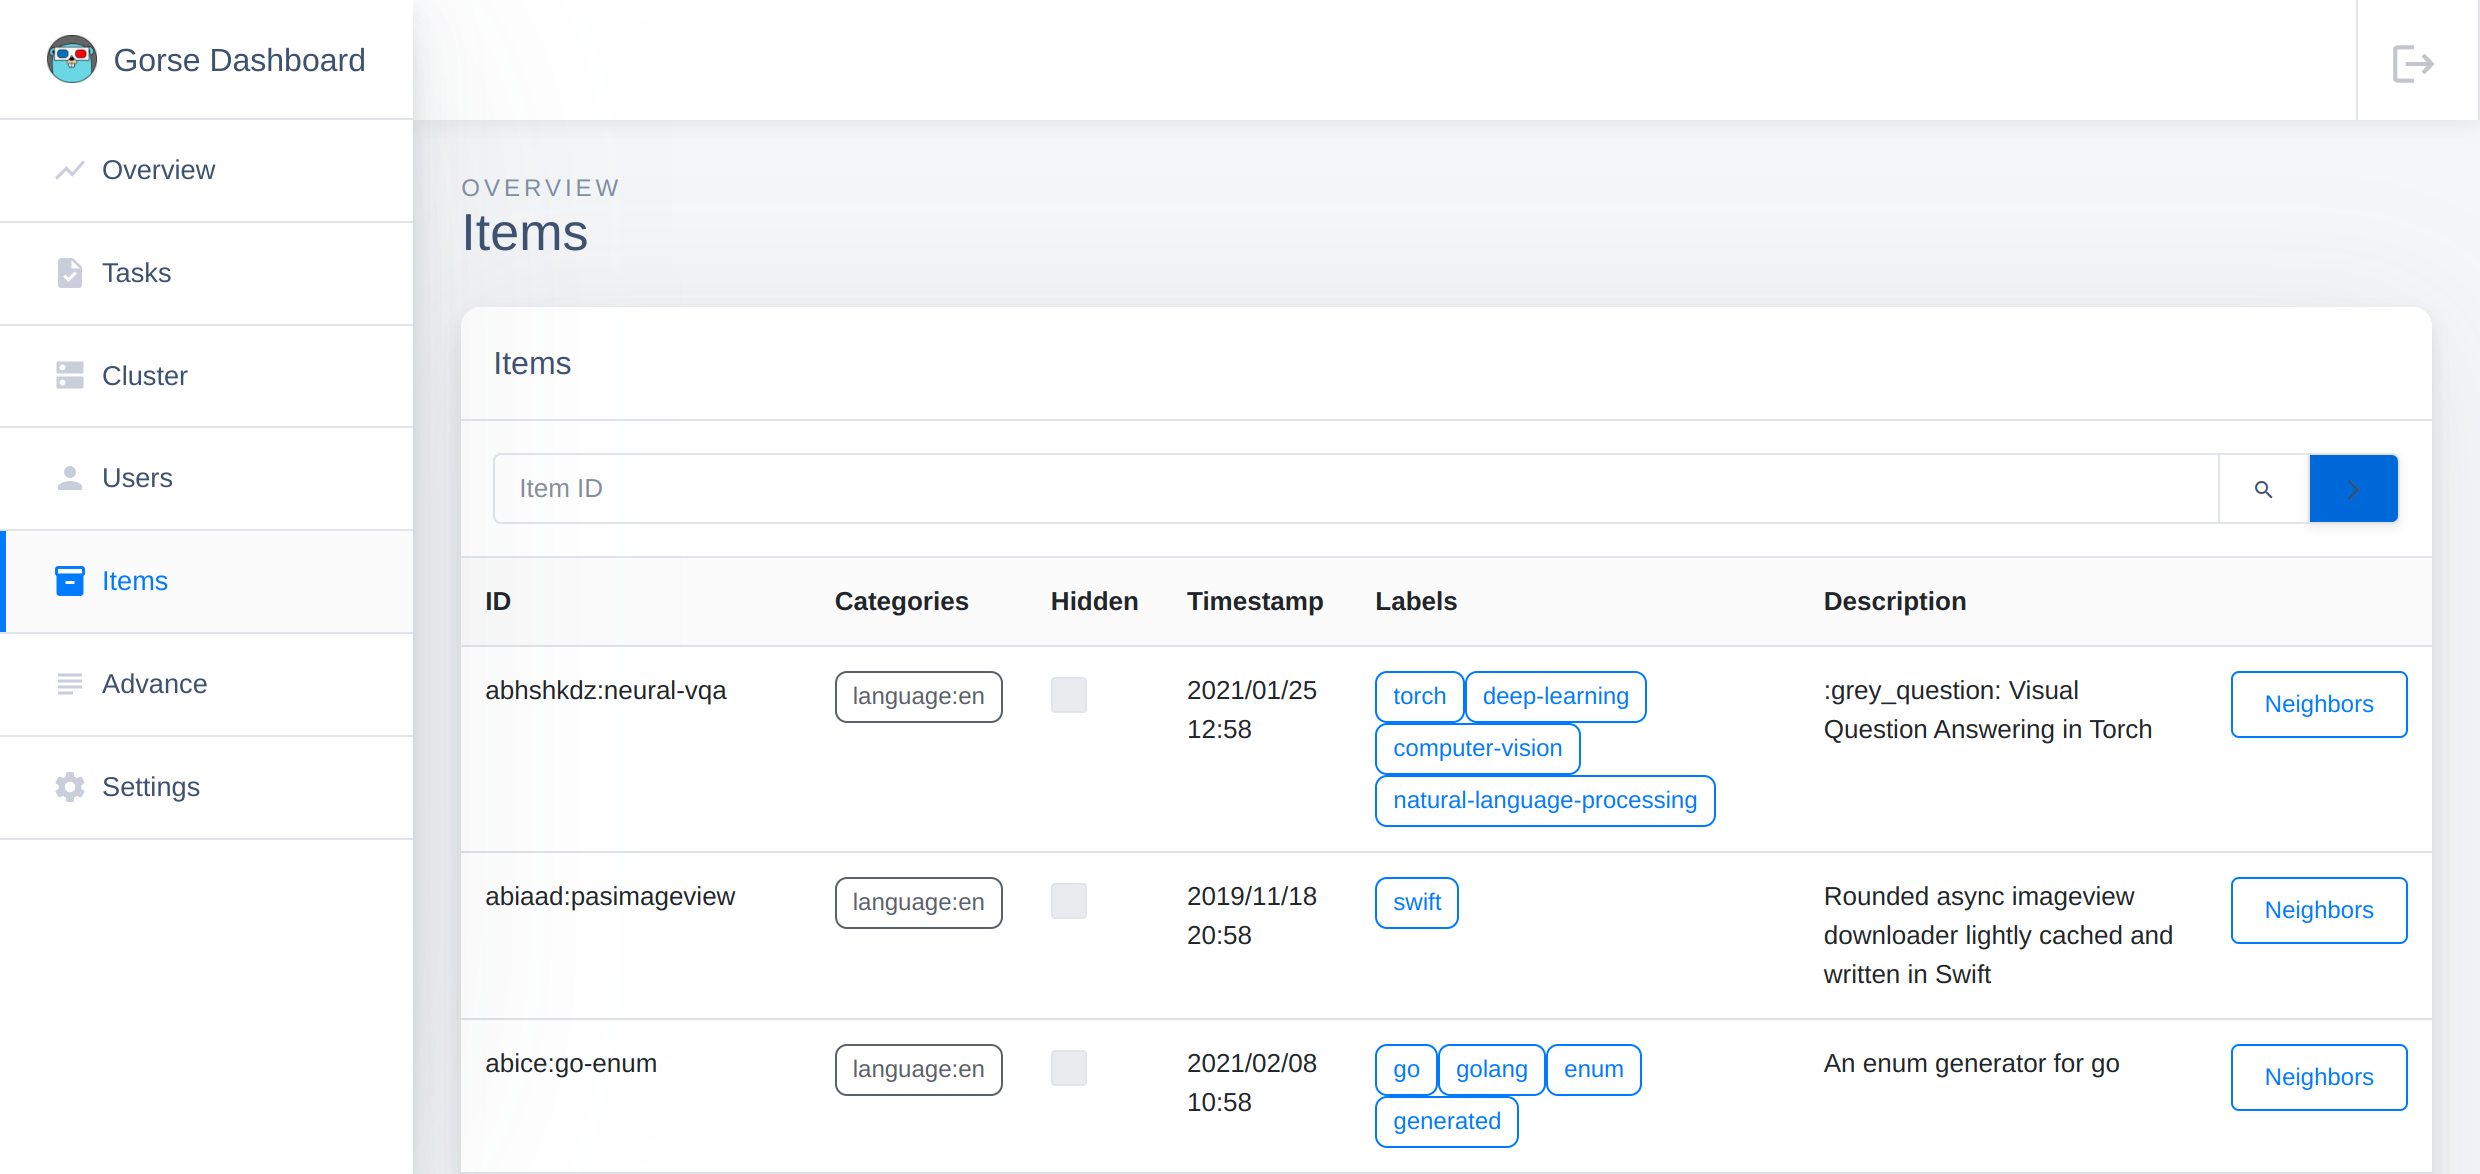 Gorse Dashboard
Overview
Tasks
Cluster
Users
Items
Advance
Settings
OVERVIEW
Items
Items
Item ID
ID Categories Hidden Timestamp Labels Description
abhshkdz:neural-vqa language:en 2021/01/25 torch deep-learning :grey_question: Visual Neighbors
12:58 computer-vision Question Answering in Torch
natural-language-processing
abiaad:pasimageview language:en 2019/11/18 swift Rounded async imageview Neighbors
20:58 downloader lightly cached and
written in Swift
abice:go-enum language:en 2021/02/08 go golang enum An enum generator for go Neighbors
10:58 generated